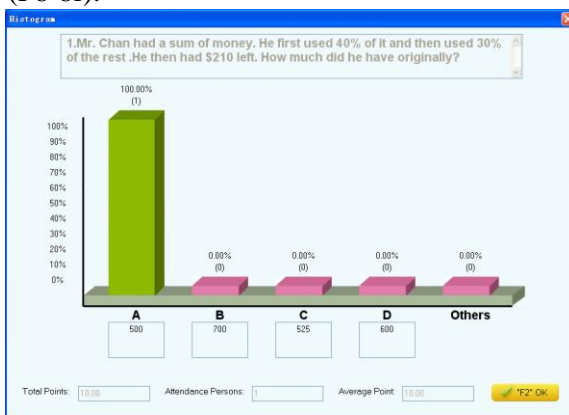 Histogram
1.Mr. Chan had a sum of money. He first used 40% of it and then used 30%
of the rest .He then had $210 left. How much did he have originally?
100.00%
(1)
100%
90%
80%
70%
60%
50%
40%
30%
20%
10%
0%
0.00%
(0)
0.00%
(0)
0.00%
(0)
0.00%
(0)
A
B
C
D
Others
500
700
525
600
Total Points: 10.00
Attendance Persons: 1
Average Point: 10.00
"F2" OK